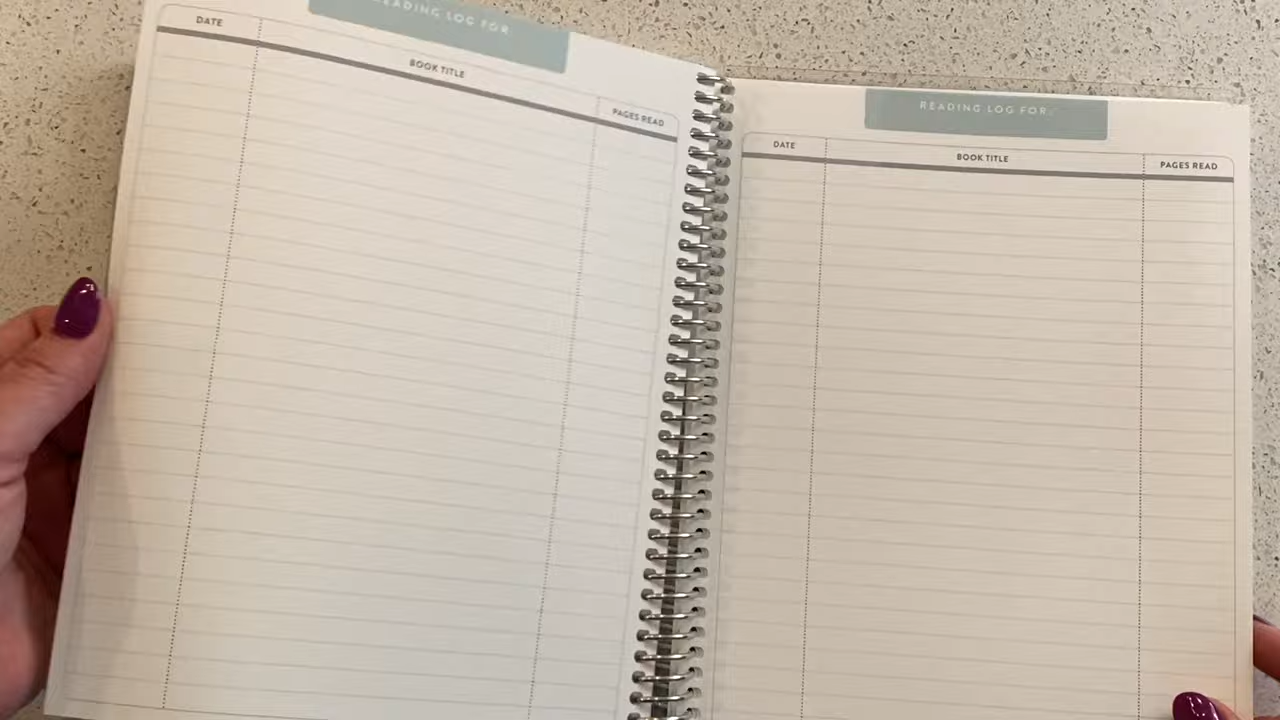 READING LOG FOR
DATE
BOOK TITLE
PAGES READ
READING LOG FOR:
DATE
BOOK TITLE
PAGES READ